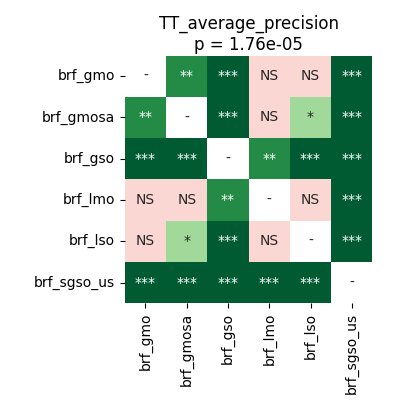 TT_average_precision
p = 1.76e-05
brf_gmo - ** *** NS NS ***
brf_gmosa ** - *** NS * ***
brf_gso *** *** - ** *** ***
brf_lmo NS NS ** - NS ***
brf_lso NS * *** NS - ***
brf_sgso_us *** *** *** *** *** -
brf_gmo
brf_gmosa
brf_gso
brf_lmo
brf_lso
brf_sgso_us